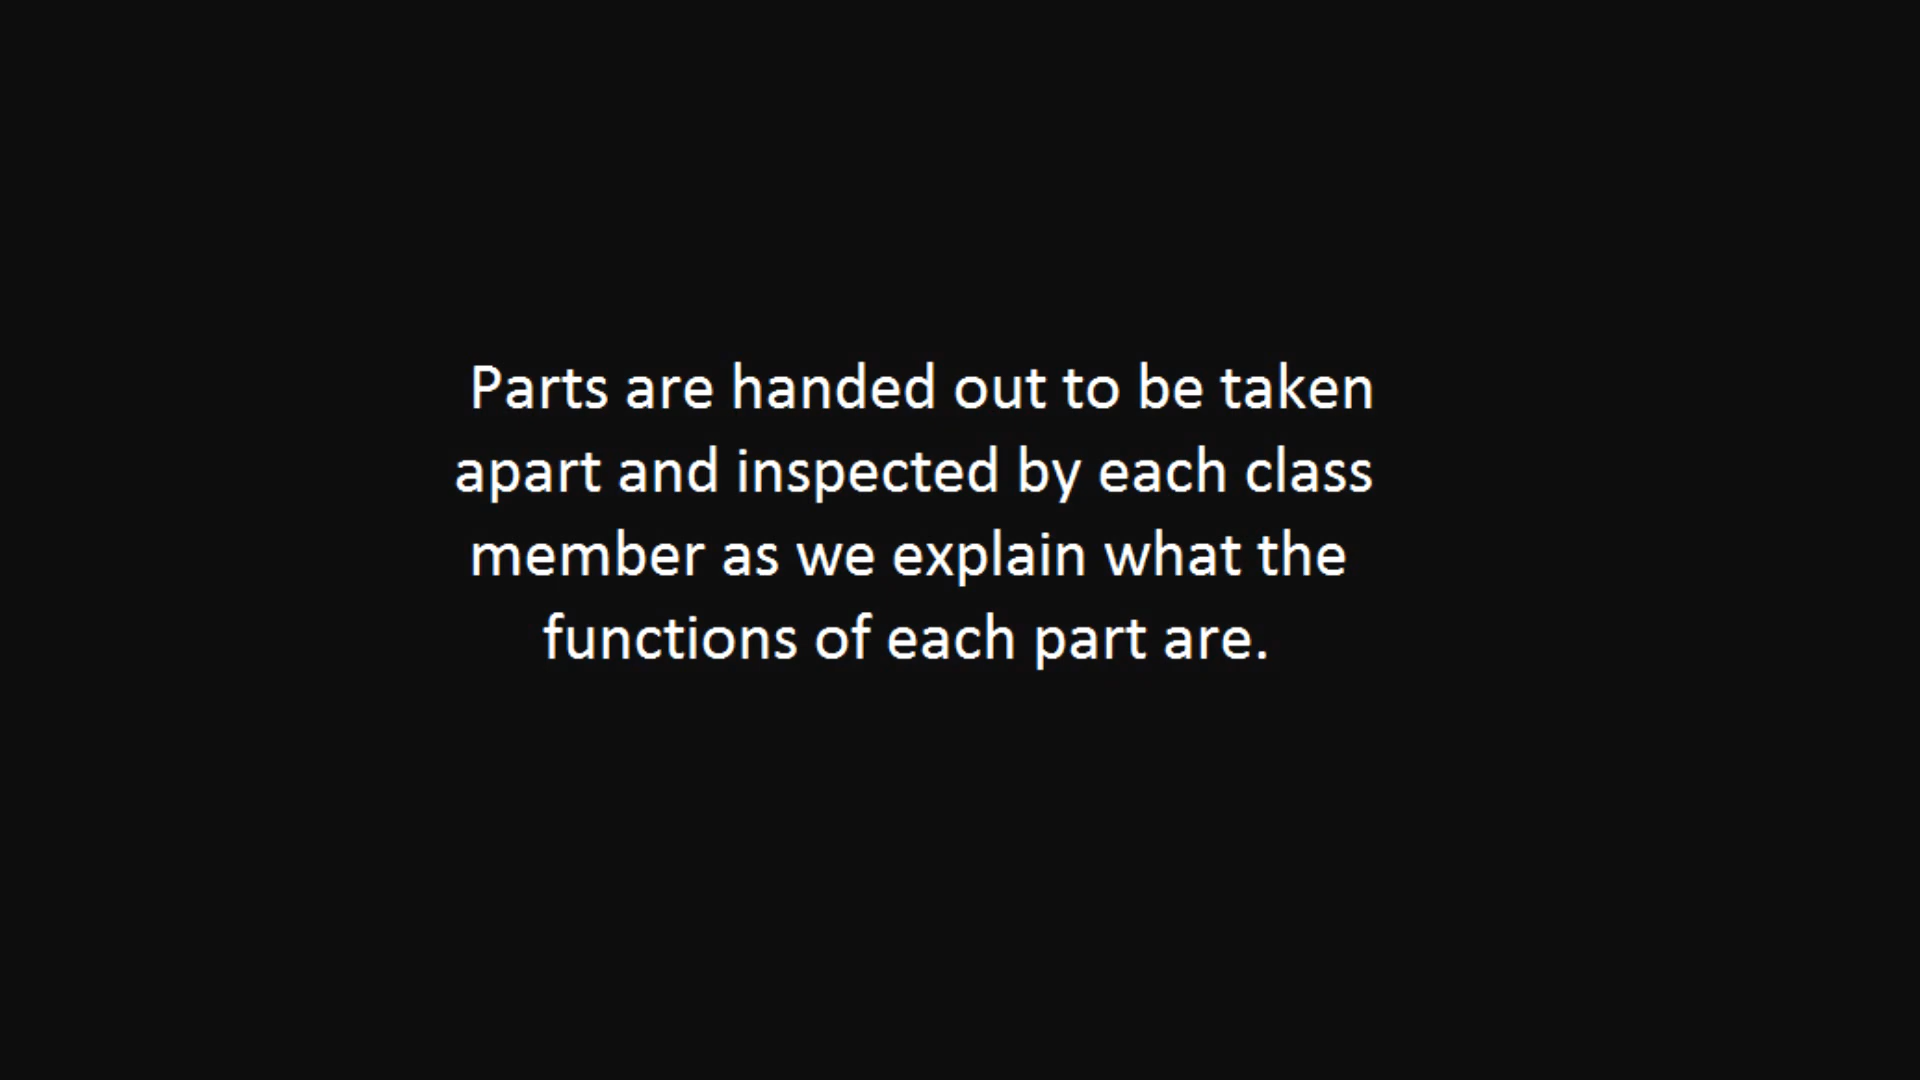 Parts are handed out to be taken
apart and inspected by each class
member as we explain what the
functions of each part are.